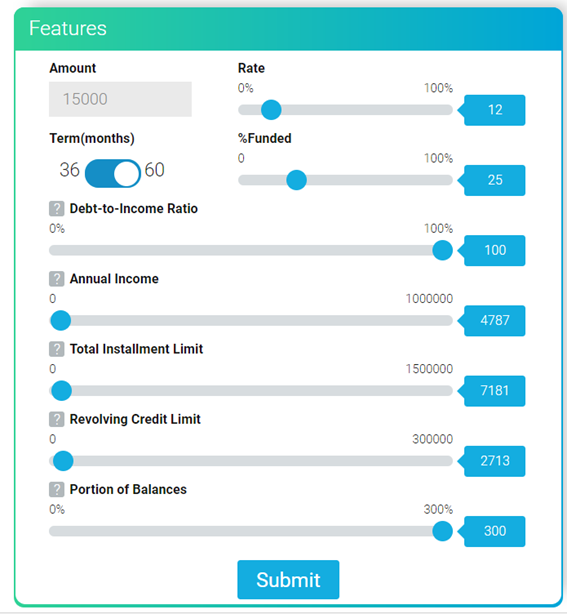 Features
Amount
Rate
15000
0% 100%
12
Term(months)
%Funded
36 60
0 100%
25
? Debt-to-Income Ratio
0% 100%
100
? Annual Income
0 1000000
4787
? Total Installment Limit
0 1500000
7181
? Revolving Credit Limit
0 300000
2713
? Portion of Balances
0% 300%
300
Submit